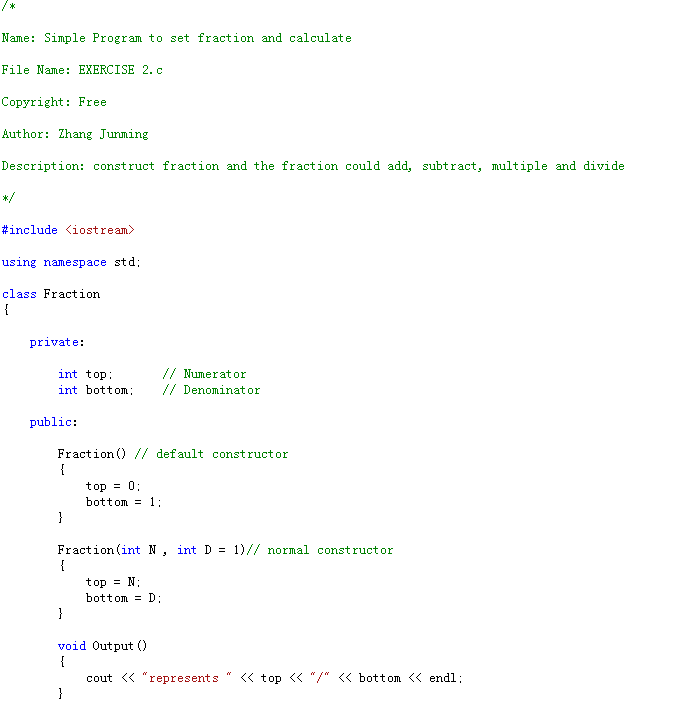 /*
Name: Simple Program to set fraction and calculate
File Name: EXERCISE 2.c
Copyright: Free
Author: Zhang Junming
Description: construct fraction and the fraction could add, subtract, multiple and divide
*/
#include <iostream>
using namespace std;
class Fraction
{
    private:
        int top;       // Numerator
        int bottom;    // Denominator
    public:
        Fraction() // default constructor
        {
            top = 0;
            bottom = 1;
        }
        Fraction(int N , int D = 1)// normal constructor
        {
            top = N;
            bottom = D;
        }
        void Output()
        {
            cout << "represents " << top << "/" << bottom << endl;
        }